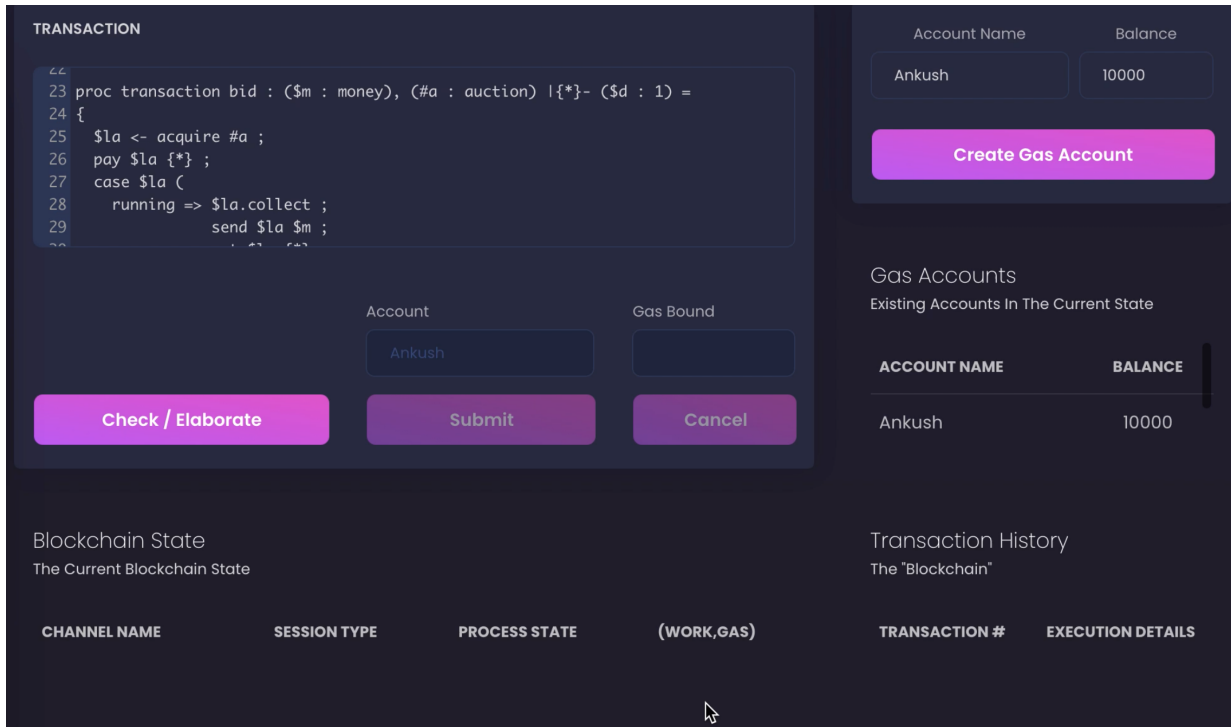 TRANSACTION
22
23 proc transaction bid : ($m : money), (#a : auction) |{*}- ($d : 1) =
24 {
25   $la <- acquire #a ;
26   pay $la {*} ;
27   case $la (
28     running => $la.collect ;
29                send $la $m ;
Account
Gas Bound
Ankush
Check / Elaborate
Submit
Cancel
Account Name
Balance
Ankush
10000
Create Gas Account
Gas Accounts
Existing Accounts In The Current State
ACCOUNT NAME
BALANCE
Ankush
10000
Blockchain State
The Current Blockchain State
CHANNEL NAME
SESSION TYPE
PROCESS STATE
(WORK,GAS)
Transaction History
The "Blockchain"
TRANSACTION #
EXECUTION DETAILS